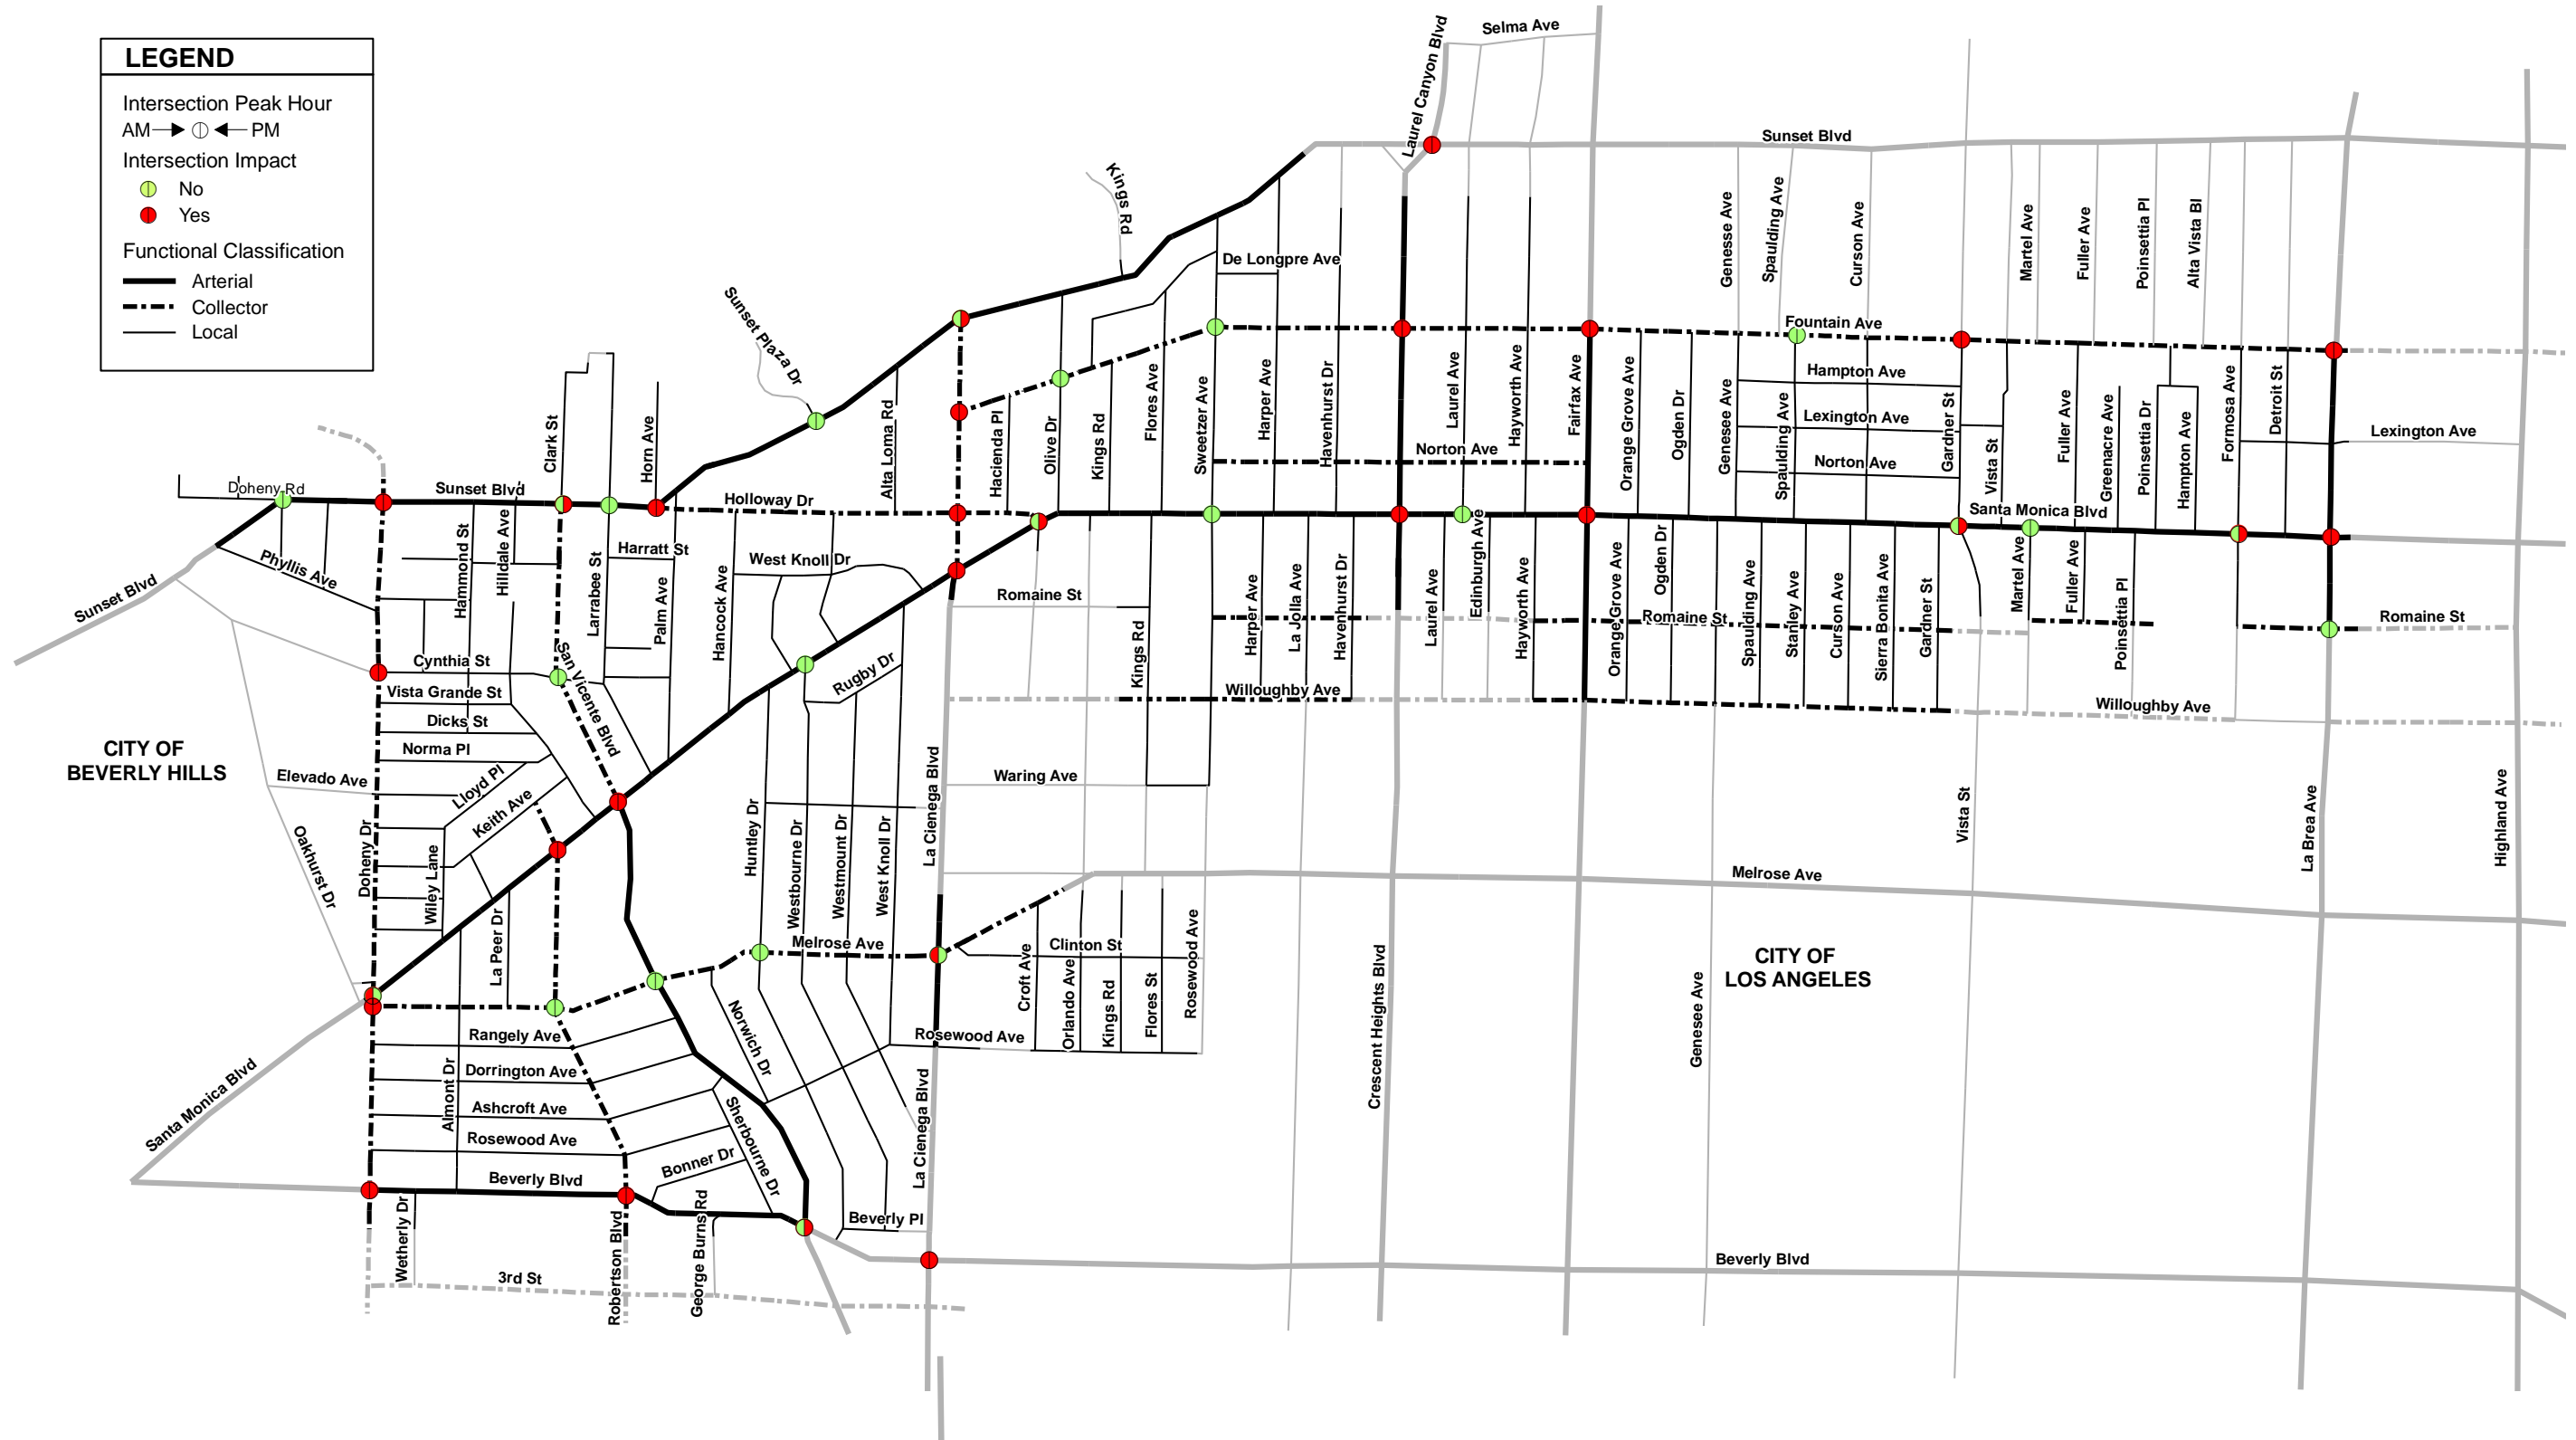 LEGEND
Intersection Peak Hour
AM PM
Intersection Impact
No
Yes
Functional Classification
Arterial
Collector
Local
Selma Ave
Laurel Canyon Blvd
Sunset Blvd
Kings Rd
De Longpre Ave
Genesse Ave
Spaulding Ave
Curson Ave
Martel Ave
Fuller Ave
Poinsettia Pl
Alta Vista Bl
Sunset Plaza Dr
Fountain Ave
Hampton Ave
Lexington Ave
Norton Ave
Lexington Ave
Norton Ave
Clark St
Horn Ave
Alta Loma Rd
Hacienda Pl
Olive Dr
Kings Rd
Flores Ave
Sweetzer Ave
Harper Ave
Havenhurst Dr
Laurel Ave
Hayworth Ave
Fairfax Ave
Orange Grove Ave
Ogden Dr
Genesee Ave
Spaulding Ave
Gardner St
Vista St
Fuller Ave
Greenacre Ave
Poinsettia Dr
Hampton Ave
Formosa Ave
Detroit St
Doheny Rd
Sunset Blvd
Holloway Dr
Santa Monica Blvd
Sunset Blvd
Phyllis Ave
Hammond St
Hilldale Ave
Larrabee St
Harratt St
Palm Ave
Hancock Ave
West Knoll Dr
Romaine St
Kings Rd
Harper Ave
La Jolla Ave
Havenhurst Dr
Laurel Ave
Edinburgh Ave
Hayworth Ave
Orange Grove Ave
Ogden Dr
Romaine St
Spaulding Ave
Stanley Ave
Curson Ave
Sierra Bonita Ave
Gardner St
Martel Ave
Fuller Ave
Poinsettia Pl
Romaine St
Cynthia St
San Vicente Blvd
Rugby Dr
Vista Grande St
Willoughby Ave
Willoughby Ave
Dicks St
Norma Pl
CITY OF
BEVERLY HILLS
Elevado Ave
Lloyd Pl
Keith Ave
Waring Ave
Oakhurst Dr
Doheny Dr
Wiley Lane
La Peer Dr
Huntley Dr
Westbourne Dr
Westmount Dr
West Knoll Dr
La Cienega Blvd
Vista St
La Brea Ave
Highland Ave
Melrose Ave
Melrose Ave
Clinton St
Croft Ave
Orlando Ave
Kings Rd
Flores St
Rosewood Ave
Crescent Heights Blvd
Genesee Ave
CITY OF
LOS ANGELES
Norwich Dr
Rosewood Ave
Rangely Ave
Dorrington Ave
Almont Dr
Ashcroft Ave
Rosewood Ave
Santa Monica Blvd
Sherbourne Dr
Bonner Dr
La Cienega Blvd
Beverly Blvd
Wetherly Dr
Robertson Blvd
George Burns Rd
Beverly Pl
Beverly Blvd
3rd St